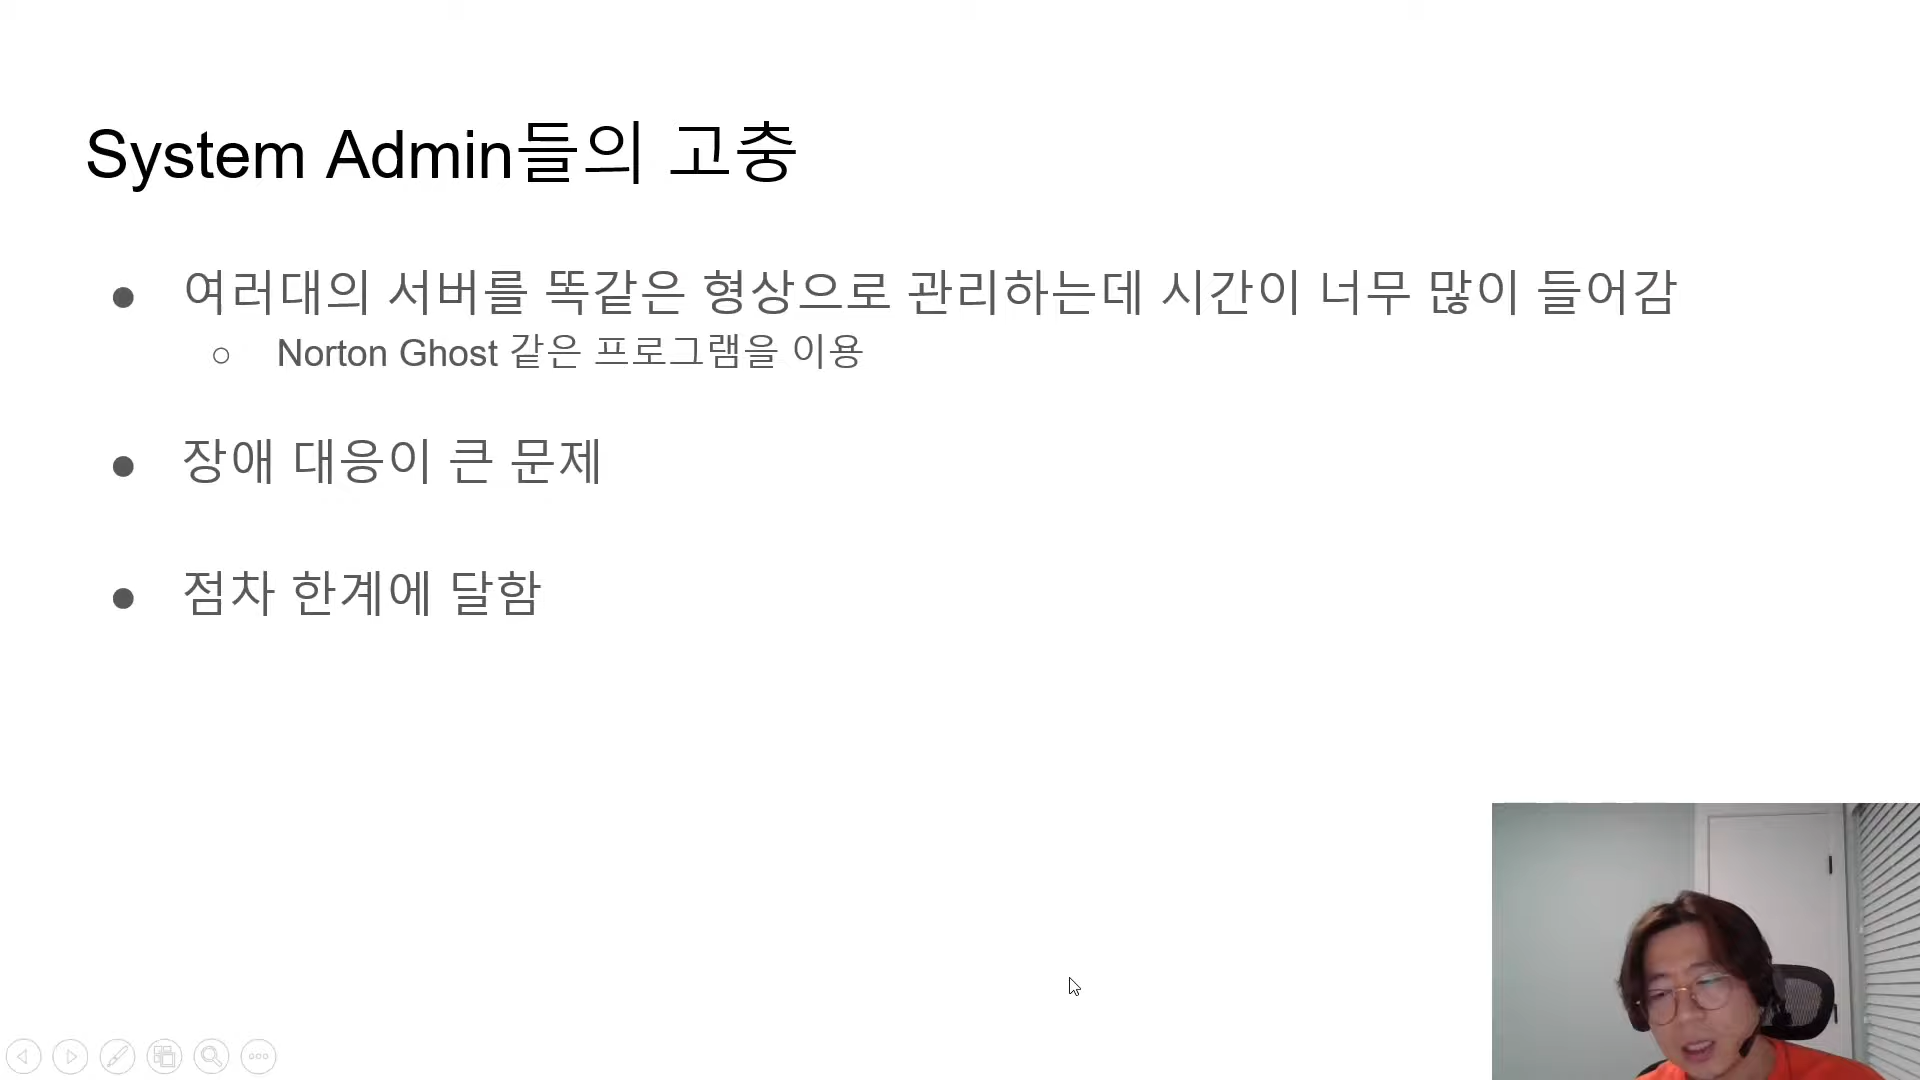 System Admin들의 고충
● 여러대의 서버를 똑같은 형상으로 관리하는데 시간이 너무 많이 들어감
○ Norton Ghost 같은 프로그램을 이용
● 장애 대응이 큰 문제
● 점차 한계에 달함